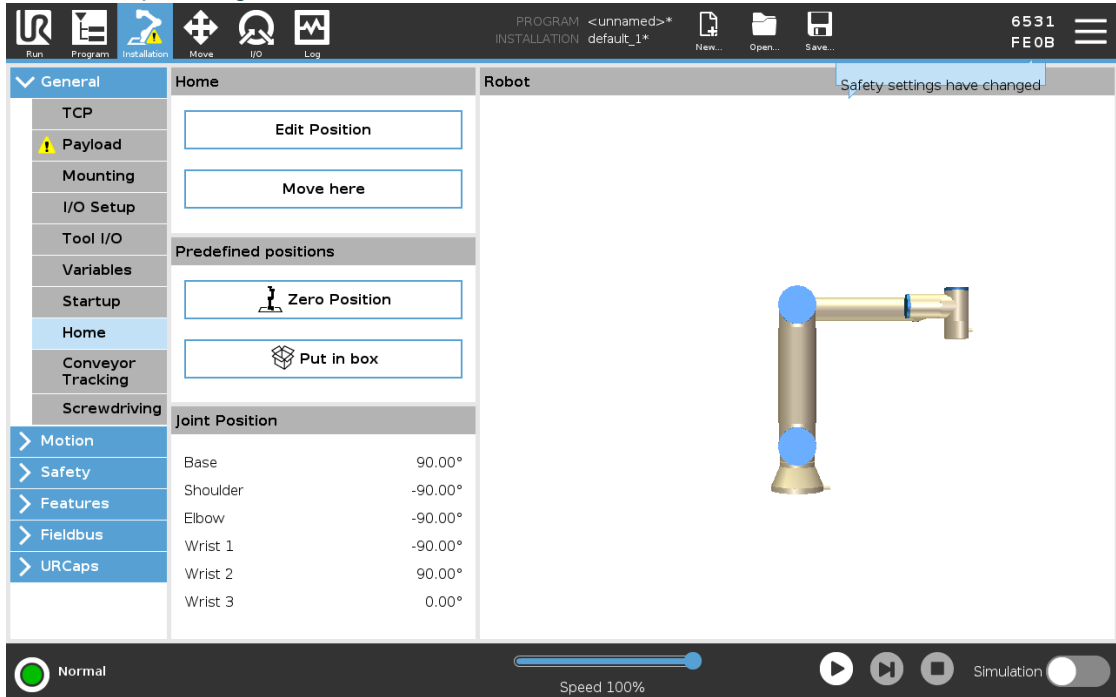 PROGRAM <unnamed>*
INSTALLATION default_1*
6531
FE0B
Run Program Installation Move I/O Log New... Open... Save...
General
Home
Robot
Safety settings have changed
TCP
Payload
Mounting
I/O Setup
Tool I/O
Variables
Startup
Home
Conveyor
Tracking
Screwdriving
Motion
Safety
Features
Fieldbus
URCaps
Edit Position
Move here
Predefined positions
Zero Position
Put in box
Joint Position
Base 90.00°
Shoulder -90.00°
Elbow -90.00°
Wrist 1 -90.00°
Wrist 2 90.00°
Wrist 3 0.00°
Normal
Speed 100%
Simulation